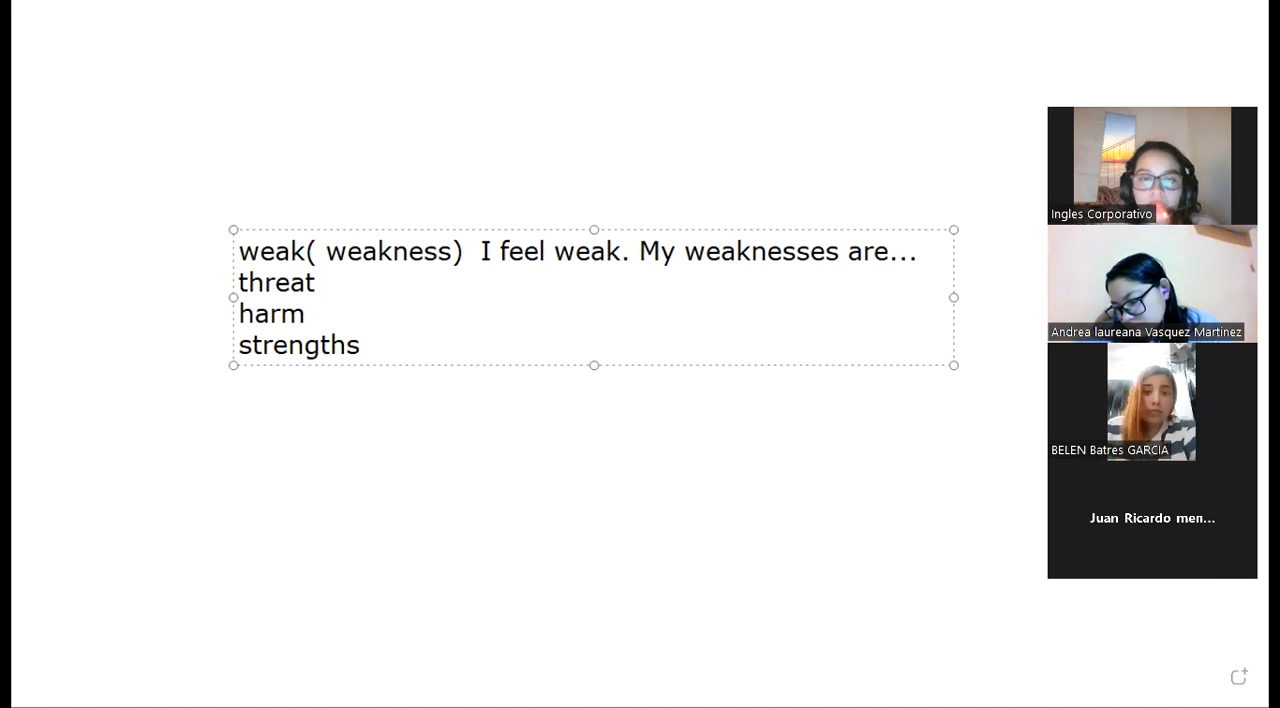 weak( weakness)  I feel weak. My weaknesses are...
threat
harm
strengths
Ingles Corporativo
Andrea laureana Vasquez Martinez
BELEN Batres GARCIA
Juan Ricardo men...